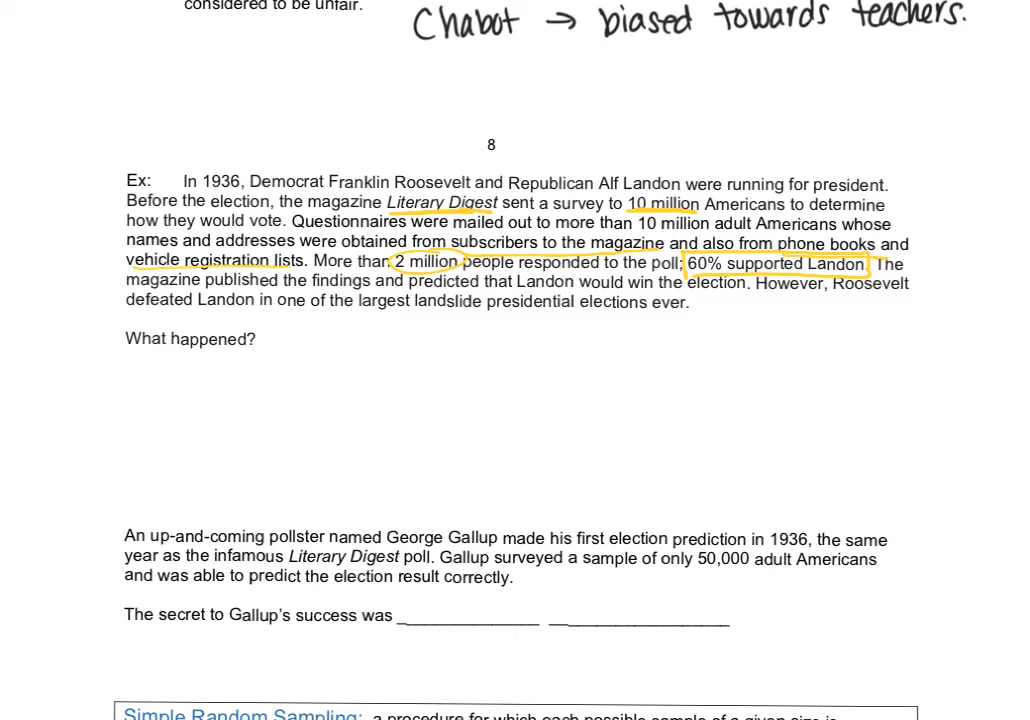 considered to be unfair.
Chabot → biased towards teachers.
8
Ex: In 1936, Democrat Franklin Roosevelt and Republican Alf Landon were running for president.
Before the election, the magazine Literary Digest sent a survey to 10 million Americans to determine
how they would vote. Questionnaires were mailed out to more than 10 million adult Americans whose
names and addresses were obtained from subscribers to the magazine and also from phone books and
vehicle registration lists. More than 2 million people responded to the poll; 60% supported Landon. The
magazine published the findings and predicted that Landon would win the election. However, Roosevelt
defeated Landon in one of the largest landslide presidential elections ever.
What happened?
An up-and-coming pollster named George Gallup made his first election prediction in 1936, the same
year as the infamous Literary Digest poll. Gallup surveyed a sample of only 50,000 adult Americans
and was able to predict the election result correctly.
The secret to Gallup's success was _______________ ___________________
Simple Random Sampling: a procedure for which each possible sample of a given size is